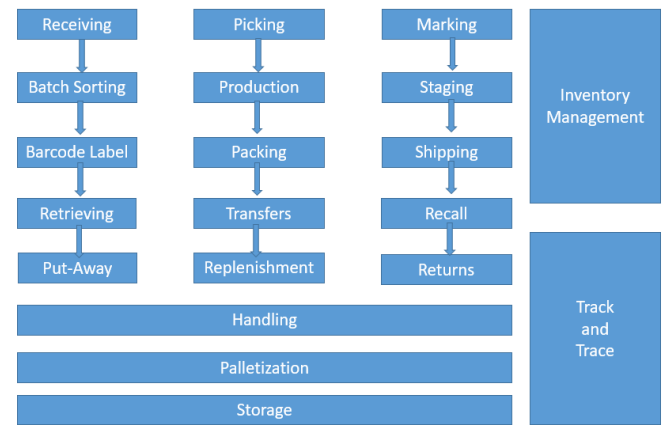 Receiving
Batch Sorting
Barcode Label
Retrieving
Put-Away
Picking
Production
Packing
Transfers
Replenishment
Marking
Staging
Shipping
Recall
Returns
Handling
Palletization
Storage
Inventory
Management
Track
and
Trace